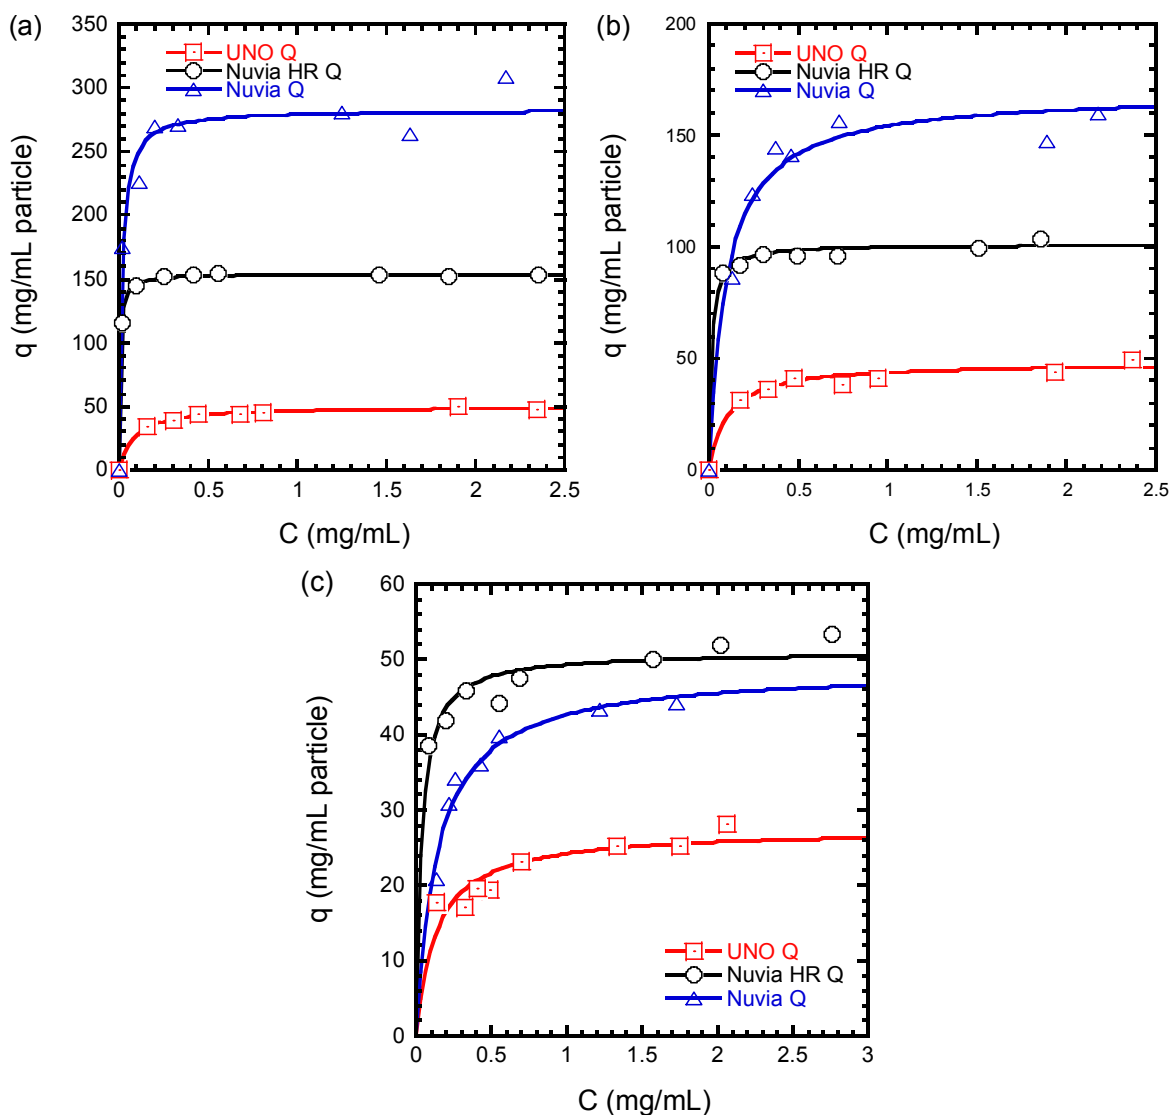 (a)
350
300
250
200
150
100
50
0
q (mg/mL particle)
UNO Q
Nuvia HR Q
Nuvia Q
0 0.5 1 1.5 2 2.5
C (mg/mL)
(b)
200
150
100
50
0
q (mg/mL particle)
UNO Q
Nuvia HR Q
Nuvia Q
0 0.5 1 1.5 2 2.5
C (mg/mL)
(c)
60
50
40
30
20
10
0
q (mg/mL particle)
UNO Q
Nuvia HR Q
Nuvia Q
0 0.5 1 1.5 2 2.5 3
C (mg/mL)